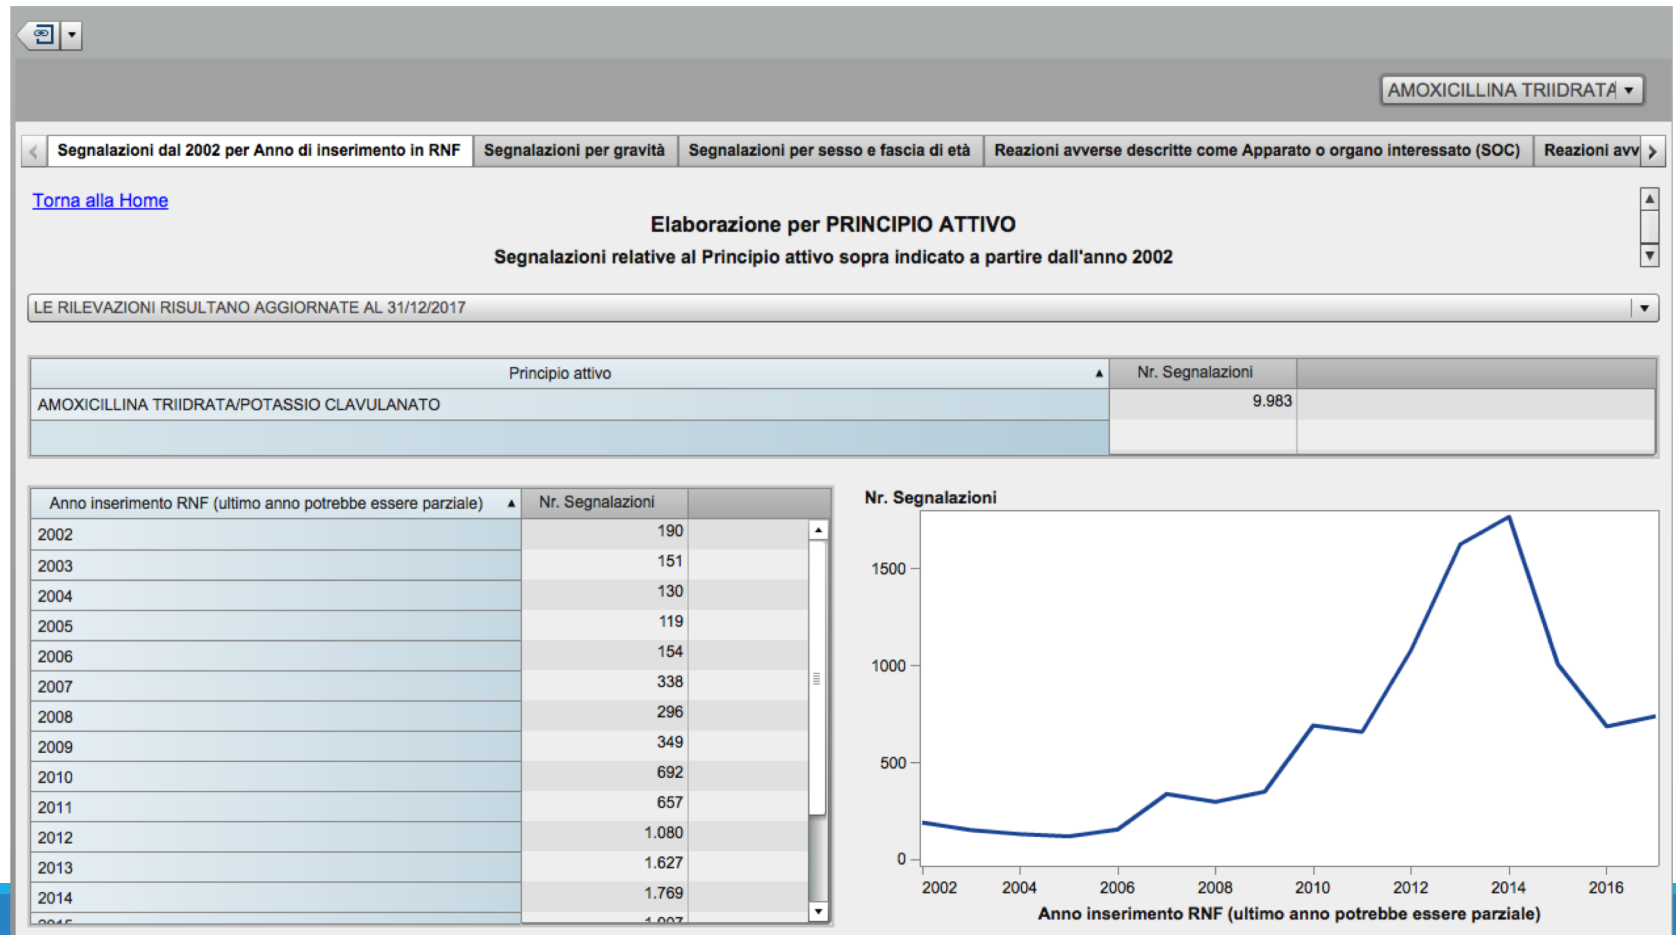 AMOXICILLINA TRIIDRATA
Segnalazioni dal 2002 per Anno di inserimento in RNF
Segnalazioni per gravità
Segnalazioni per sesso e fascia di età
Reazioni avverse descritte come Apparato o organo interessato (SOC)
Reazioni avv
Torna alla Home
Elaborazione per PRINCIPIO ATTIVO
Segnalazioni relative al Principio attivo sopra indicato a partire dall'anno 2002
LE RILEVAZIONI RISULTANO AGGIORNATE AL 31/12/2017
Principio attivo Nr. Segnalazioni
AMOXICILLINA TRIIDRATA/POTASSIO CLAVULANATO 9.983
Anno inserimento RNF (ultimo anno potrebbe essere parziale) Nr. Segnalazioni
2002 190
2003 151
2004 130
2005 119
2006 154
2007 338
2008 296
2009 349
2010 692
2011 657
2012 1.080
2013 1.627
2014 1.769
2015
Nr. Segnalazioni
1500
1000
500
0
2002 2004 2006 2008 2010 2012 2014 2016
Anno inserimento RNF (ultimo anno potrebbe essere parziale)